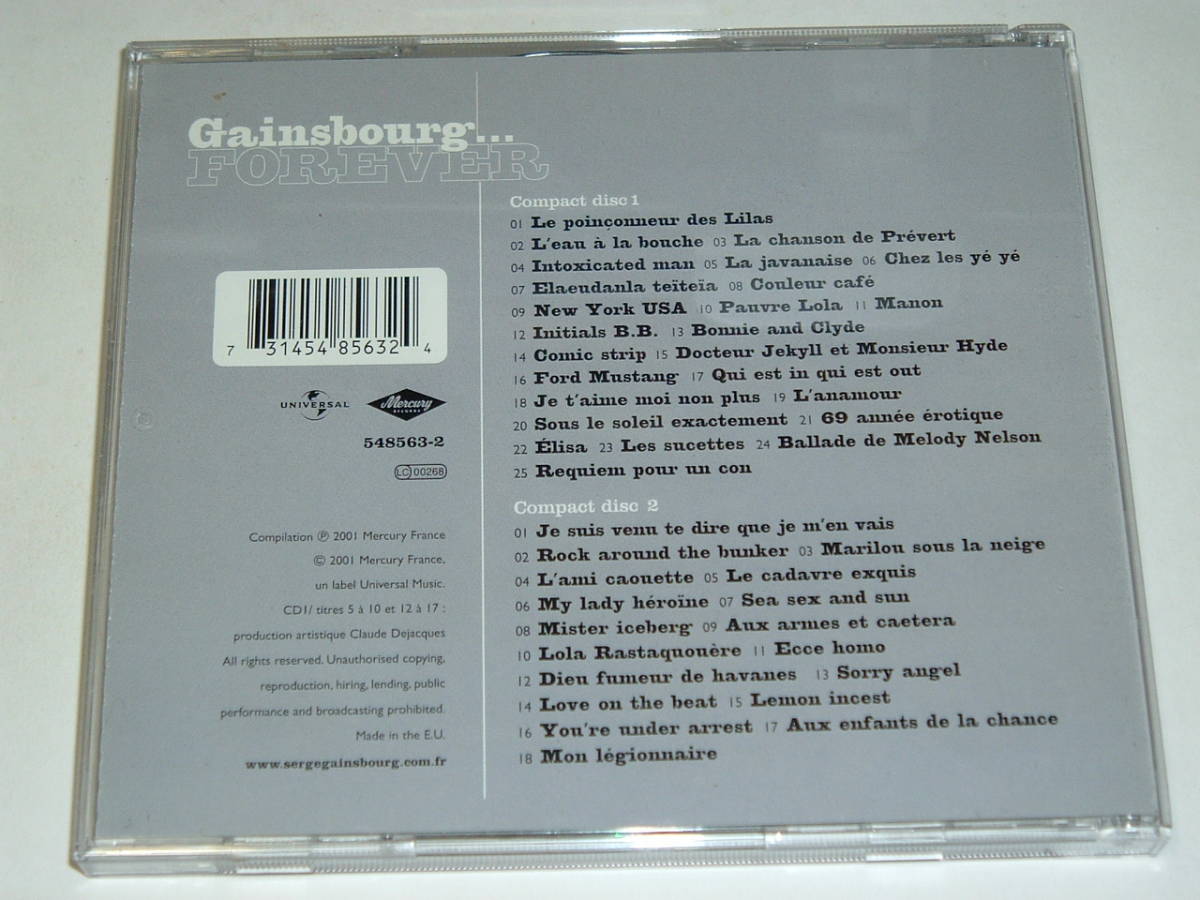 Gainsbourg...
FOREVER
Compact disc 1
01 Le poinçonneur des Lilas
02 L'eau à la bouche 03 La chanson de Prévert
04 Intoxicated man 05 La javanaise 06 Chez les yé yé
07 Elaeudanla teïteïa 08 Couleur café
09 New York USA 10 Pauvre Lola 11 Manon
12 Initials B.B. 13 Bonnie and Clyde
14 Comic strip 15 Docteur Jekyll et Monsieur Hyde
16 Ford Mustang 17 Qui est in qui est out
18 Je t'aime moi non plus 19 L'anamour
20 Sous le soleil exactement 21 69 année érotique
22 Élisa 23 Les sucettes 24 Ballade de Melody Nelson
25 Requiem pour un con
Compact disc 2
01 Je suis venu te dire que je m'en vais
02 Rock around the bunker 03 Marilou sous la neige
04 L'ami caouette 05 Le cadavre exquis
06 My lady héroïne 07 Sea sex and sun
08 Mister iceberg 09 Aux armes et caetera
10 Lola Rastaquouère 11 Ecce homo
12 Dieu fumeur de havanes 13 Sorry angel
14 Love on the beat 15 Lemon incest
16 You're under arrest 17 Aux enfants de la chance
18 Mon légionnaire
7 31454 85632 4
UNIVERSAL
Mercury
RECORDS
548563-2
LC 00268
Compilation ℗ 2001 Mercury France
© 2001 Mercury France,
un label Universal Music.
CD1/ titres 5 à 10 et 12 à 17 :
production artistique Claude Dejacques
All rights reserved. Unauthorised copying,
reproduction, hiring, lending, public
performance and broadcasting prohibited.
Made in the E.U.
www.sergegainsbourg.com.fr